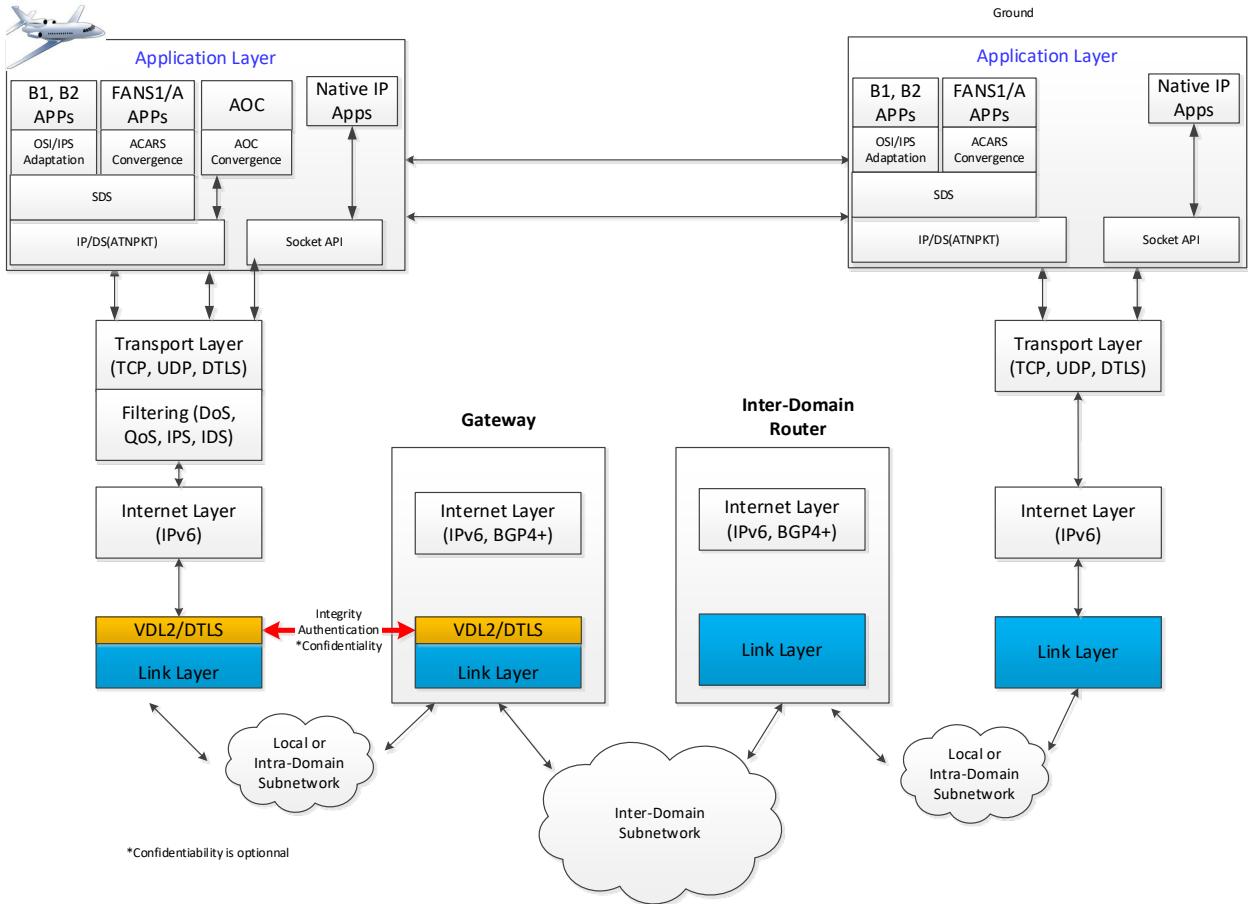 Ground
Application Layer
B1, B2
APPs
FANS1/A
APPs
AOC
Native IP
Apps
OSI/IPS
Adaptation
ACARS
Convergence
AOC
Convergence
SDS
IP/DS(ATNPKT)
Socket API
Application Layer
B1, B2
APPs
FANS1/A
APPs
Native IP
Apps
OSI/IPS
Adaptation
ACARS
Convergence
SDS
IP/DS(ATNPKT)
Socket API
Transport Layer
(TCP, UDP, DTLS)
Filtering (DoS,
QoS, IPS, IDS)
Internet Layer
(IPv6)
VDL2/DTLS
Link Layer
Integrity
Authentication
*Confidentiality
Gateway
Internet Layer
(IPv6, BGP4+)
VDL2/DTLS
Link Layer
Inter-Domain
Router
Internet Layer
(IPv6, BGP4+)
Link Layer
Transport Layer
(TCP, UDP, DTLS)
Internet Layer
(IPv6)
Link Layer
Local or
Intra-Domain
Subnetwork
Inter-Domain
Subnetwork
Local or
Intra-Domain
Subnetwork
*Confidentiability is optionnal